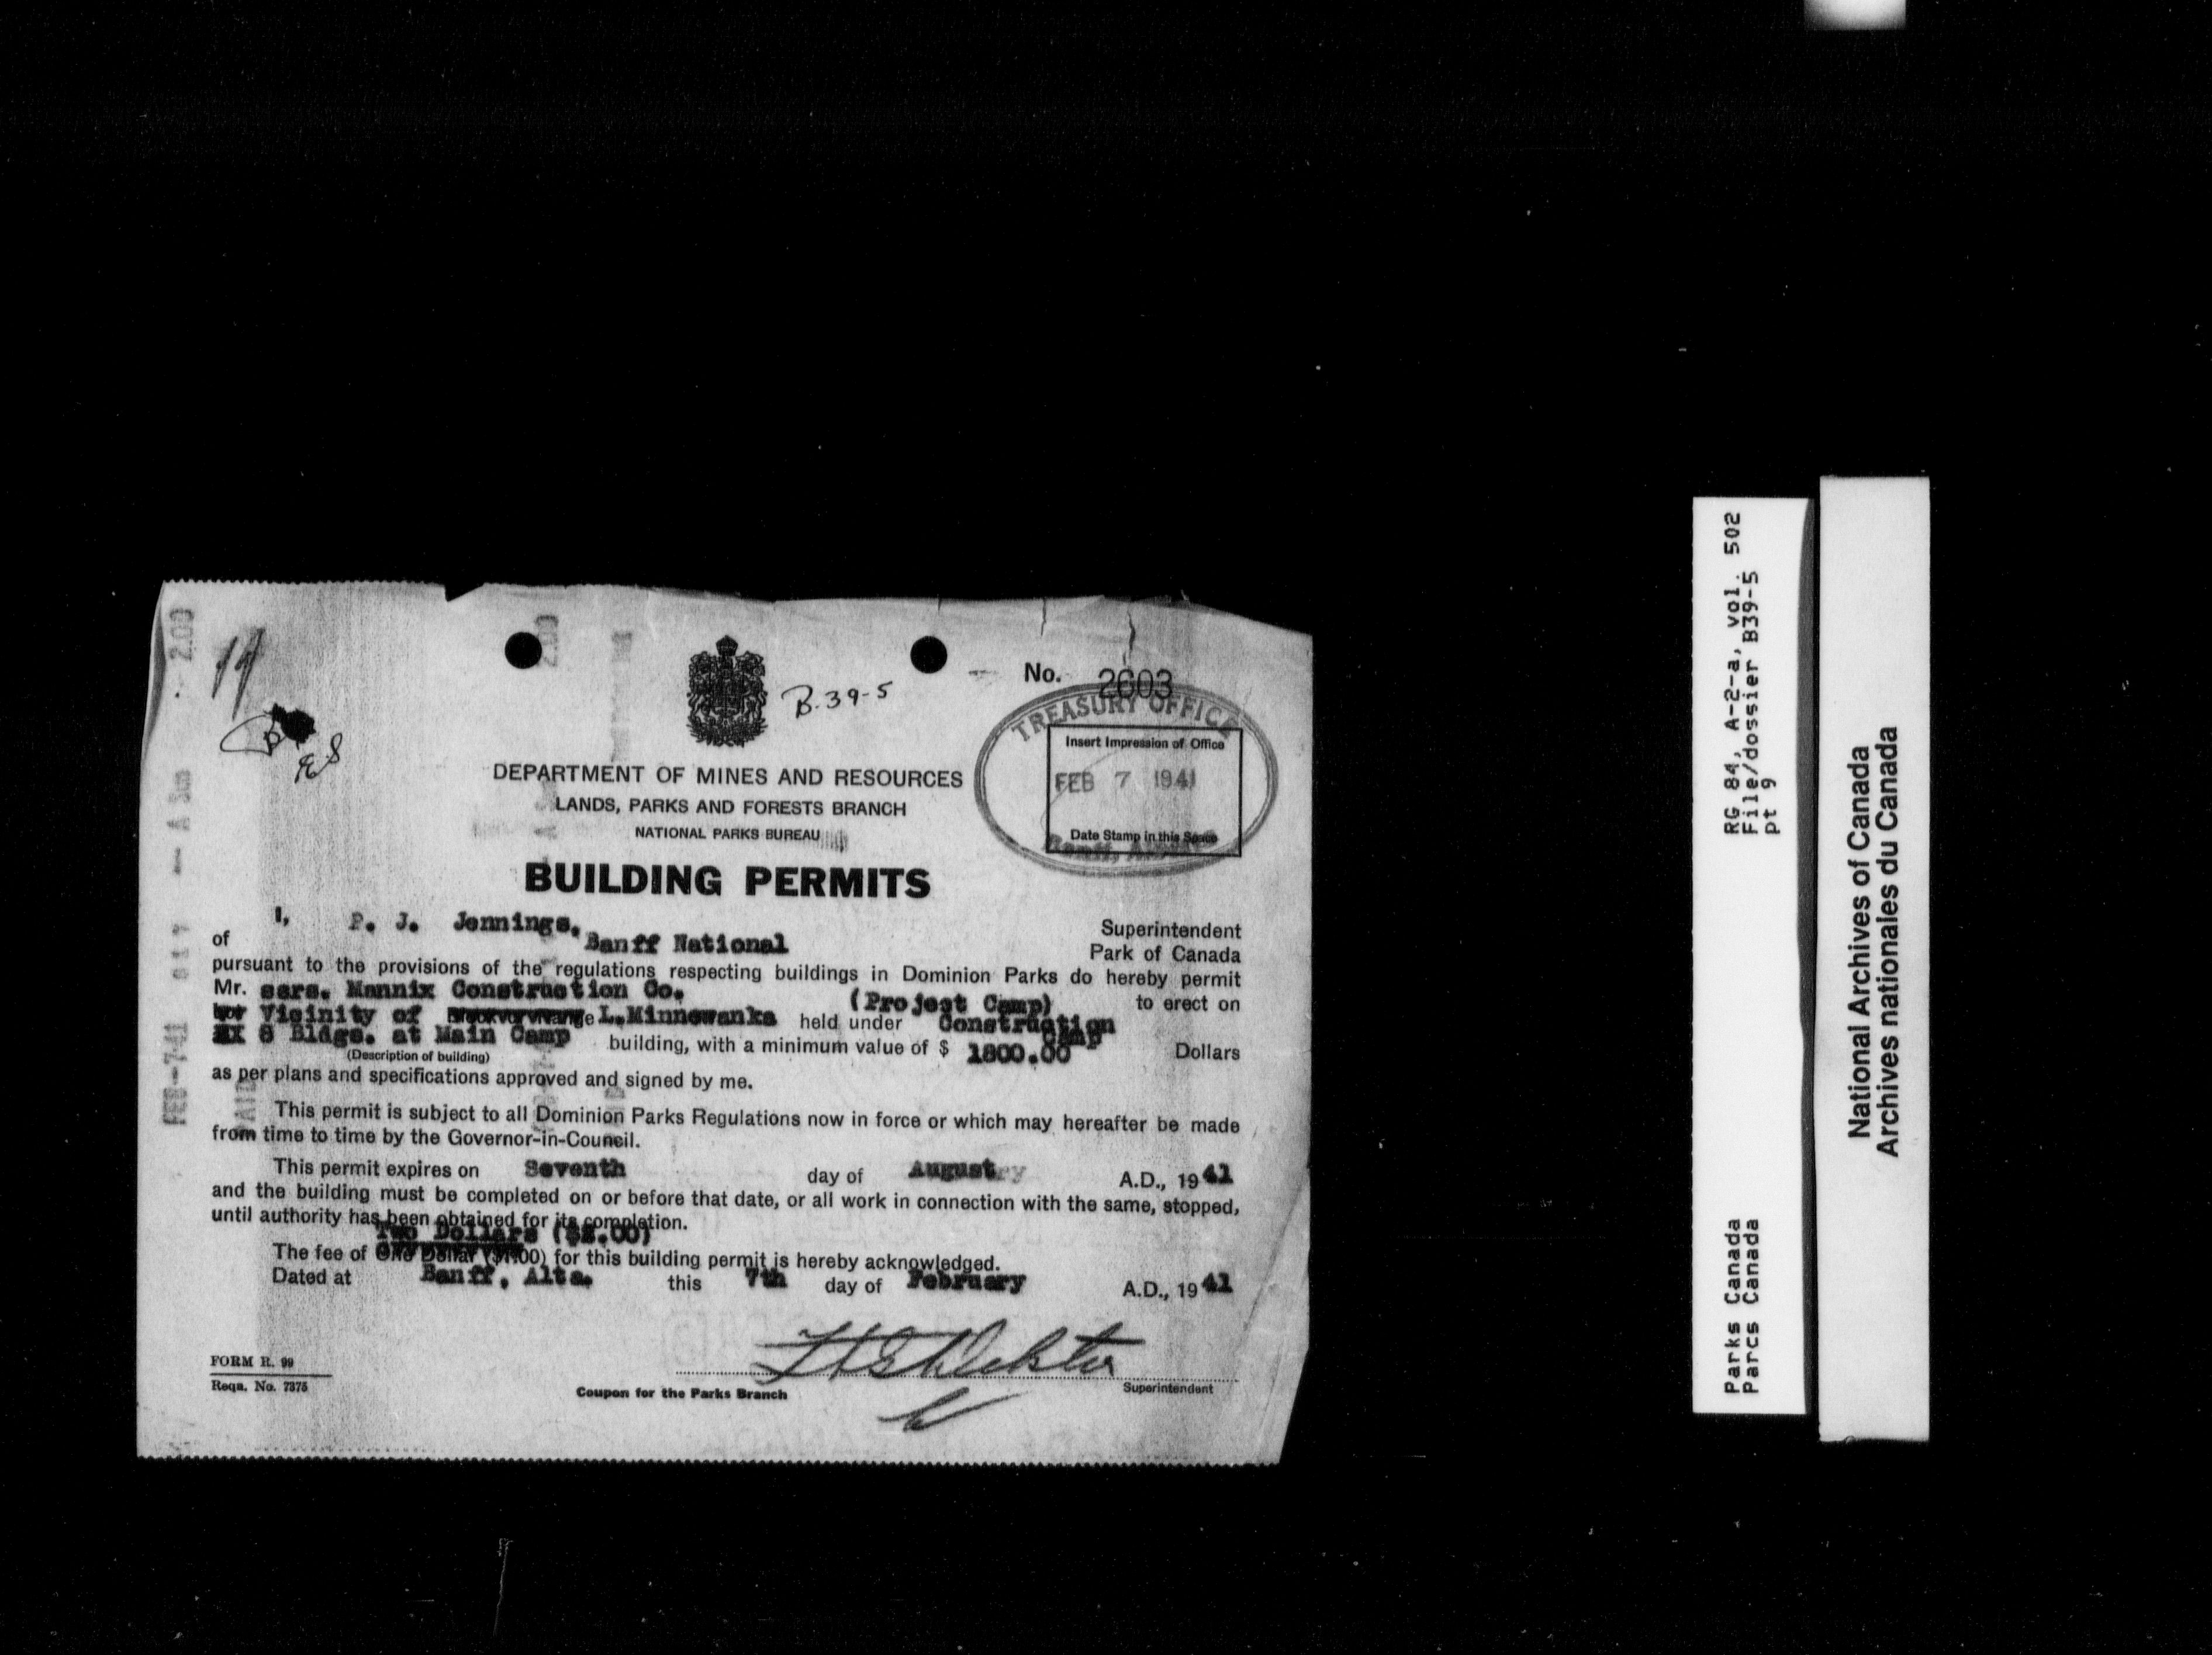 2.00
19
B.39-5
No. 2603
TREASURY OFFICE
Insert Impression of Office
FEB 7 1941
Date Stamp in this Space
Banff,
DEPARTMENT OF MINES AND RESOURCES
LANDS, PARKS AND FORESTS BRANCH
NATIONAL PARKS BUREAU
BUILDING PERMITS
I, P. J. Jennings, Superintendent
of Banff National Park of Canada
pursuant to the provisions of the regulations respecting buildings in Dominion Parks do hereby permit
Mr. ssrs. Mannix Construction Co. (Project Camp) to erect on
Vicinity of L.Minnewanka held under Construction Camp
8 Bldgs. at Main Camp building, with a minimum value of $ 1800.00 Dollars
(Description of building)
as per plans and specifications approved and signed by me.
This permit is subject to all Dominion Parks Regulations now in force or which may hereafter be made
from time to time by the Governor-in-Council.
This permit expires on Seventh day of August A.D., 1941
and the building must be completed on or before that date, or all work in connection with the same, stopped,
until authority has been obtained for its completion.
Two Dollars ($2.00)
The fee of One Dollar ($1.00) for this building permit is hereby acknowledged.
Dated at Banff, Alta. this 7th day of February A.D., 1941
Superintendent
FORM R. 99
Reqn. No. 7375
Coupon for the Parks Branch
FEB-7-41
RG 84, A-2-a, vol. 502
File/dossier B39-5
pt 9
Parks Canada
Parcs Canada
National Archives of Canada
Archives nationales du Canada